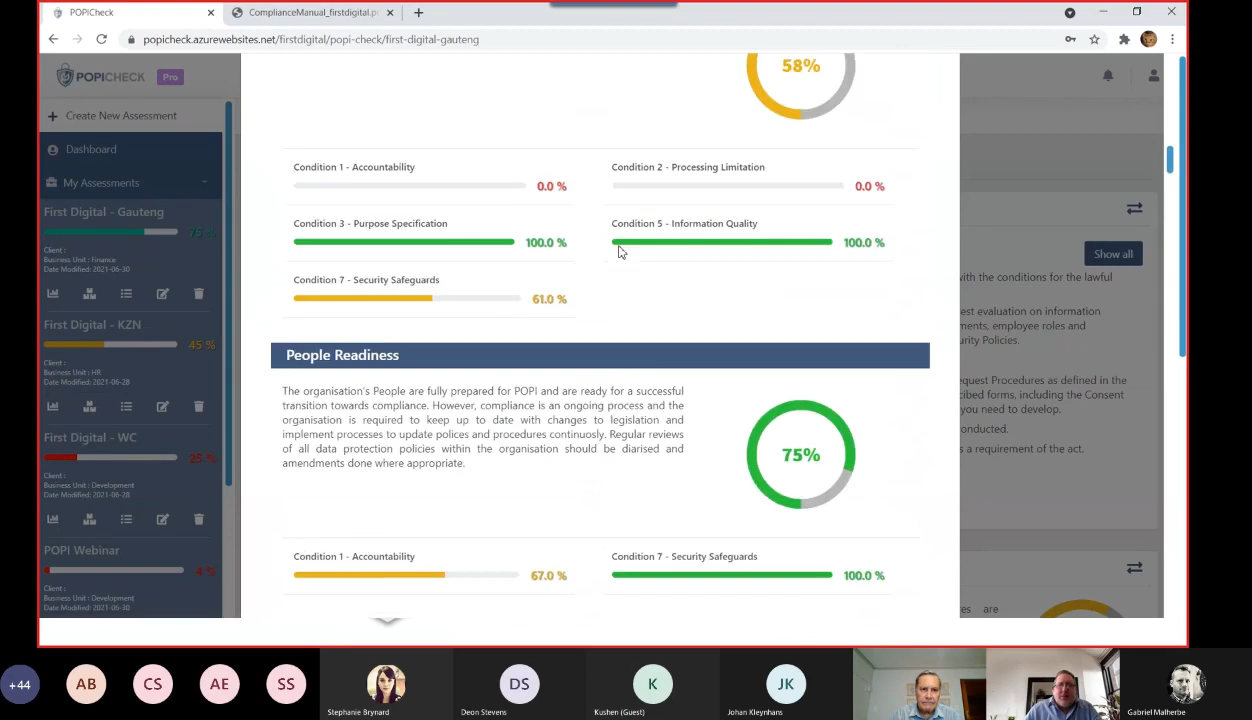 POPICheck
ComplianceManual_firstdigital.p
popicheck.azurewebsites.net/firstdigital/popi-check/first-digital-gauteng
POPICHECK Pro
Create New Assessment
Dashboard
My Assessments
First Digital - Gauteng
75 %
Client :
Business Unit : Finance
Date Modified: 2021-06-30
First Digital - KZN
45 %
Client :
Business Unit : HR
Date Modified: 2021-06-28
First Digital - WC
25 %
Client :
Business Unit : Development
Date Modified: 2021-06-28
POPI Webinar
4 %
Client :
Business Unit : Development
Date Modified: 2021-06-30
58%
Condition 1 - Accountability
0.0 %
Condition 2 - Processing Limitation
0.0 %
Condition 3 - Purpose Specification
100.0 %
Condition 5 - Information Quality
100.0 %
Condition 7 - Security Safeguards
61.0 %
People Readiness
The organisation's People are fully prepared for POPI and are ready for a successful
transition towards compliance. However, compliance is an ongoing process and the
organisation is required to keep up to date with changes to legislation and
implement processes to update polices and procedures continuosly. Regular reviews
of all data protection policies within the organisation should be diarised and
amendments done where appropriate.
75%
Condition 1 - Accountability
67.0 %
Condition 7 - Security Safeguards
100.0 %
Show all
with the conditions for the lawful
est evaluation on information
ments, employee roles and
urity Policies.
equest Procedures as defined in the
cibed forms, including the Consent
you need to develop.
onducted.
s a requirement of the act.
es are
+44
AB
CS
AE
SS
Stephanie Brynard
DS
Deon Stevens
K
Kushen (Guest)
JK
Johan Kleynhans
Gabriel Malherbe